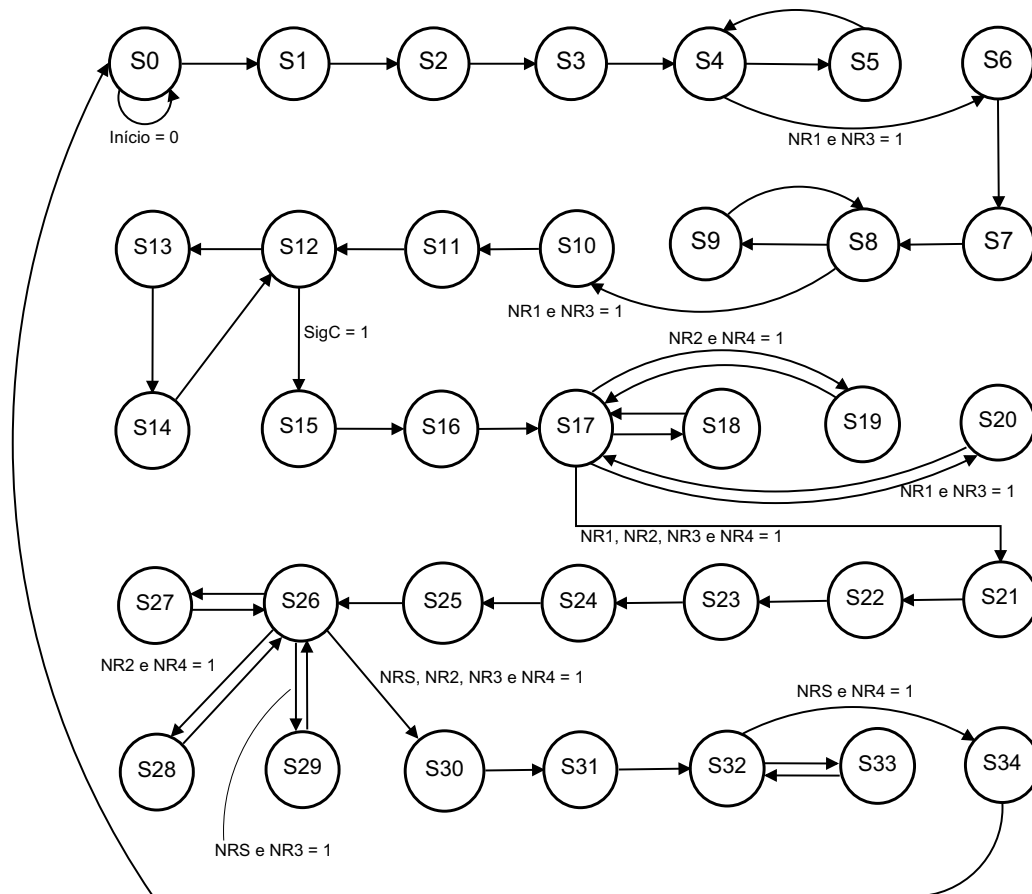 S0
S1
S2
S3
S4
S5
S6
Início = 0
NR1 e NR3 = 1
S13
S12
S11
S10
S9
S8
S7
NR1 e NR3 = 1
SigC = 1
NR2 e NR4 = 1
S14
S15
S16
S17
S18
S19
S20
NR1 e NR3 = 1
NR1, NR2, NR3 e NR4 = 1
S27
S26
S25
S24
S23
S22
S21
NR2 e NR4 = 1
NRS, NR2, NR3 e NR4 = 1
NRS e NR4 = 1
S28
S29
S30
S31
S32
S33
S34
NRS e NR3 = 1